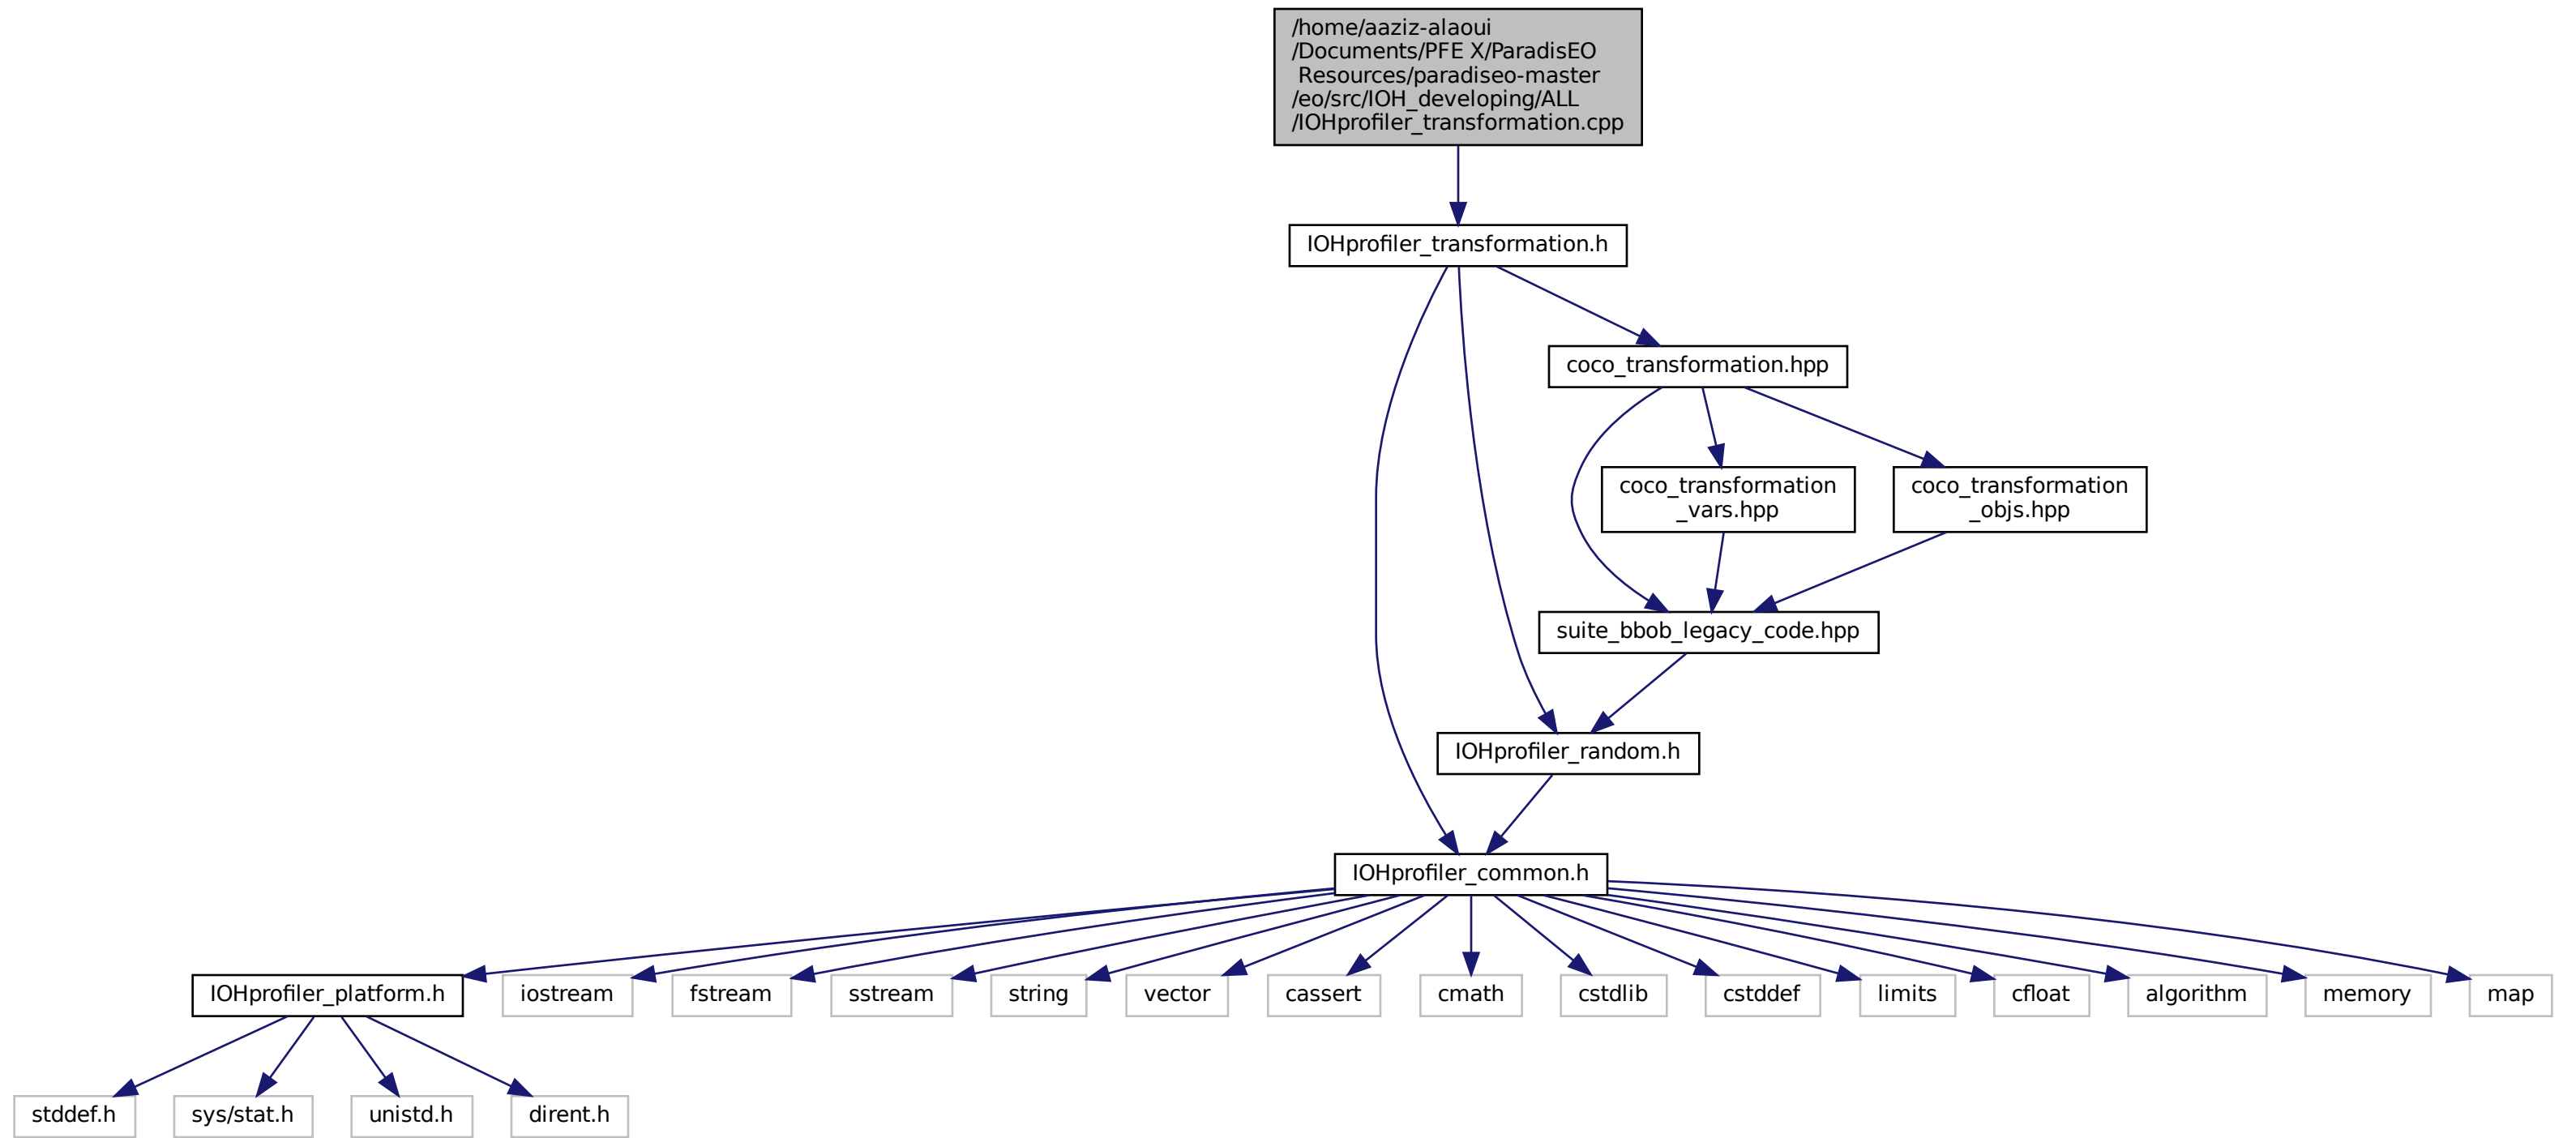 /home/aaziz-alaoui
/Documents/PFE X/ParadisEO
Resources/paradiseo-master
/eo/src/IOH_developing/ALL
/IOHprofiler_transformation.cpp
IOHprofiler_transformation.h
coco_transformation.hpp
coco_transformation
_vars.hpp
coco_transformation
_objs.hpp
suite_bbob_legacy_code.hpp
IOHprofiler_random.h
IOHprofiler_common.h
IOHprofiler_platform.h
iostream
fstream
sstream
string
vector
cassert
cmath
cstdlib
cstddef
limits
cfloat
algorithm
memory
map
stddef.h
sys/stat.h
unistd.h
dirent.h